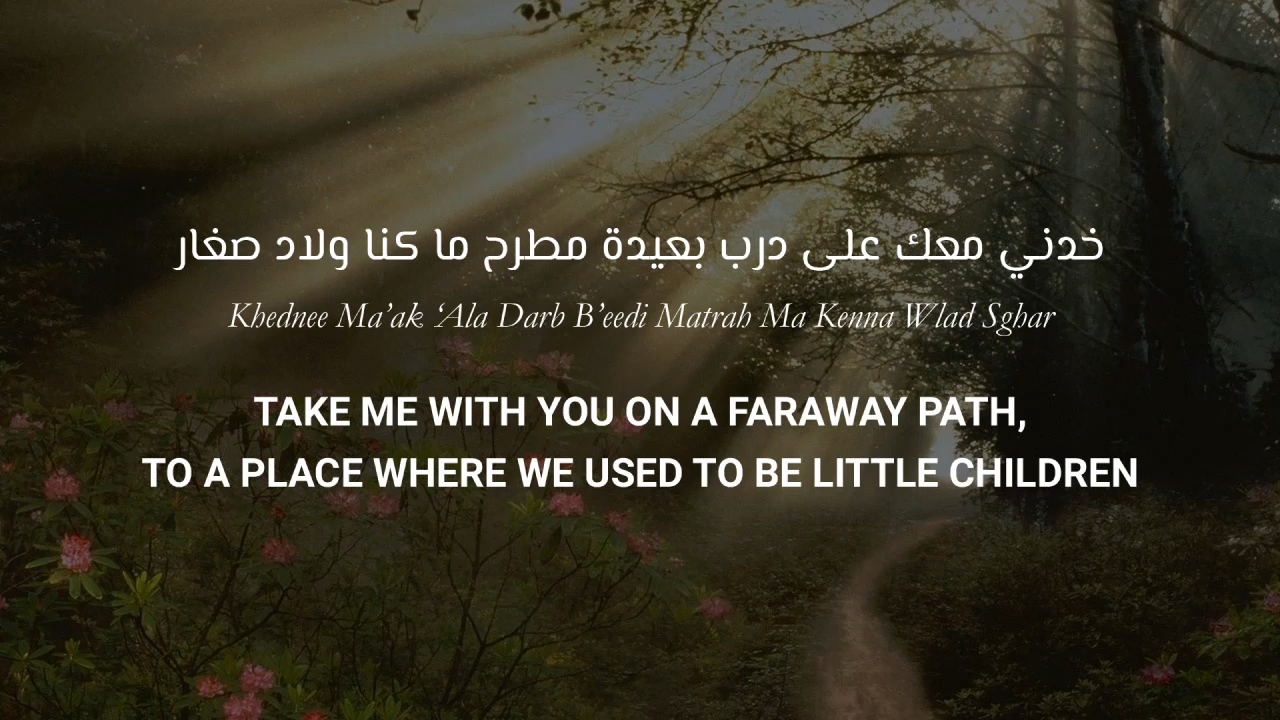 خدني معك على درب بعيدة مطرح ما كنا ولاد صغار
Khednee Ma’ak ‘Ala Darb B’eedi Matrah Ma Kenna Wlad Sghar
TAKE ME WITH YOU ON A FARAWAY PATH,
TO A PLACE WHERE WE USED TO BE LITTLE CHILDREN